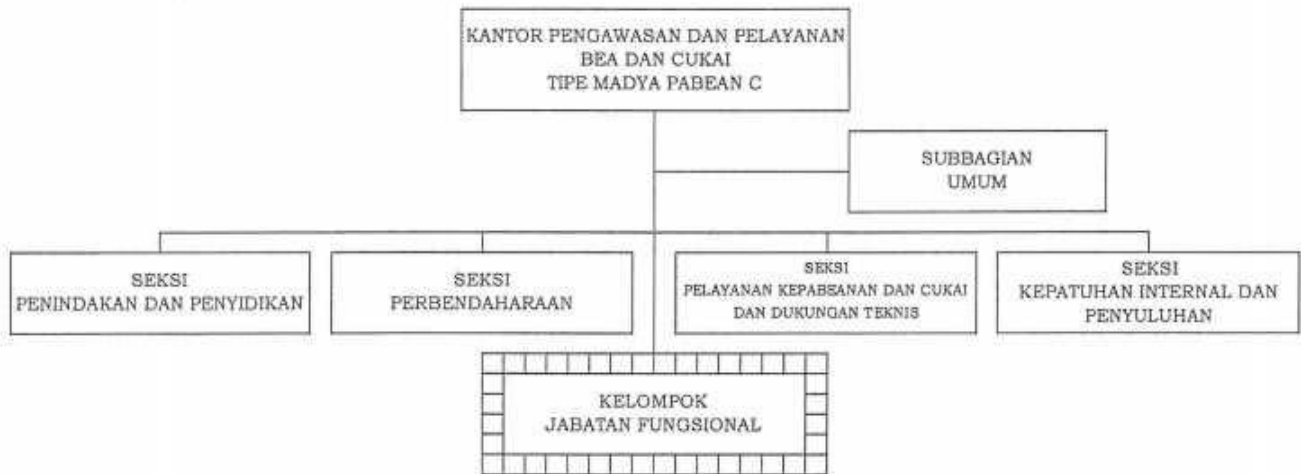 KANTOR PENGAWASAN DAN PELAYANAN
BEA DAN CUKAI
TIPE MADYA PABEAN C
SUBBAGIAN
UMUM
SEKSI
PENINDAKAN DAN PENYIDIKAN
SEKSI
PERBENDAHARAAN
SEKSI
PELAYANAN KEPABEANAN DAN CUKAI
DAN DUKUNGAN TEKNIS
SEKSI
KEPATUHAN INTERNAL DAN
PENYULUHAN
KELOMPOK
JABATAN FUNGSIONAL